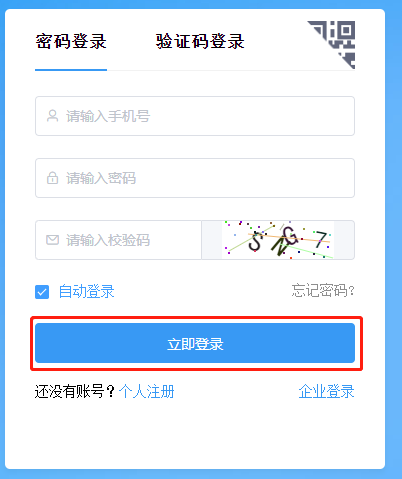 密码登录 验证码登录
请输入手机号
请输入密码
请输入校验码 SNG7
自动登录 忘记密码?
立即登录
还没有账号？个人注册 企业登录